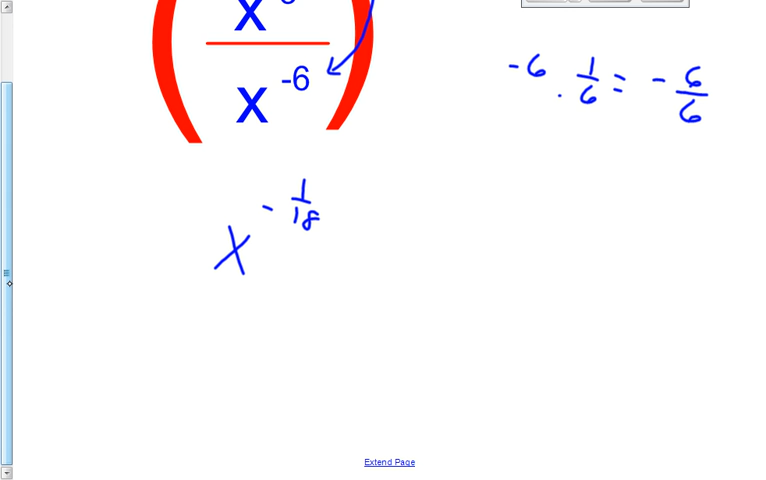 x
x^-6
-6 · 1/6 = - 6/6
x^-1/18
Extend Page